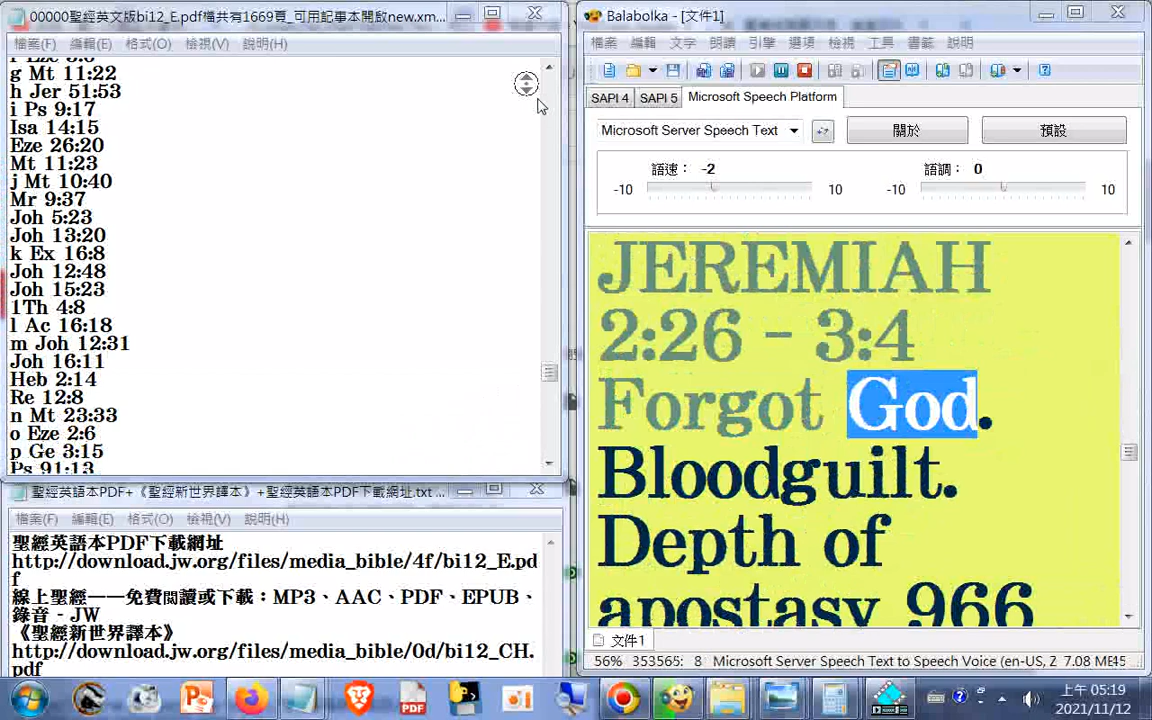 00000聖經英文版bi12_E.pdf檔共有1669頁_可用記事本開啟new.xm...
檔案(F) 編輯(E) 格式(O) 檢視(V) 說明(H)
g Mt 11:22
h Jer 51:53
i Ps 9:17
Isa 14:15
Eze 26:20
Mt 11:23
j Mt 10:40
Mr 9:37
Joh 5:23
Joh 13:20
k Ex 16:8
Joh 12:48
Joh 15:23
1Th 4:8
l Ac 16:18
m Joh 12:31
Joh 16:11
Heb 2:14
Re 12:8
n Mt 23:33
o Eze 2:6
p Ge 3:15
Ps 91:13
聖經英語本PDF+《聖經新世界譯本》+聖經英語本PDF下載網址.txt ...
檔案(F) 編輯(E) 格式(O) 檢視(V) 說明(H)
聖經英語本PDF下載網址
http://download.jw.org/files/media_bible/4f/bi12_E.pd
f
線上聖經——免費閱讀或下載：MP3、AAC、PDF、EPUB、
錄音 - JW
《聖經新世界譯本》
http://download.jw.org/files/media_bible/0d/bi12_CH.
pdf
Balabolka - [文件1]
檔案 編輯 文字 朗讀 引擎 選項 檢視 工具 書籤 說明
SAPI 4 SAPI 5 Microsoft Speech Platform
Microsoft Server Speech Text 關於 預設
語速： -2 語調： 0
-10 10 -10 10
JEREMIAH
2:26 - 3:4
Forgot God.
Bloodguilt.
Depth of
apostasy 966
文件1
56% 353565: 8 Microsoft Server Speech Text to Speech Voice (en-US, Z 7.08 ME45
PDF
上午 05:19
2021/11/12